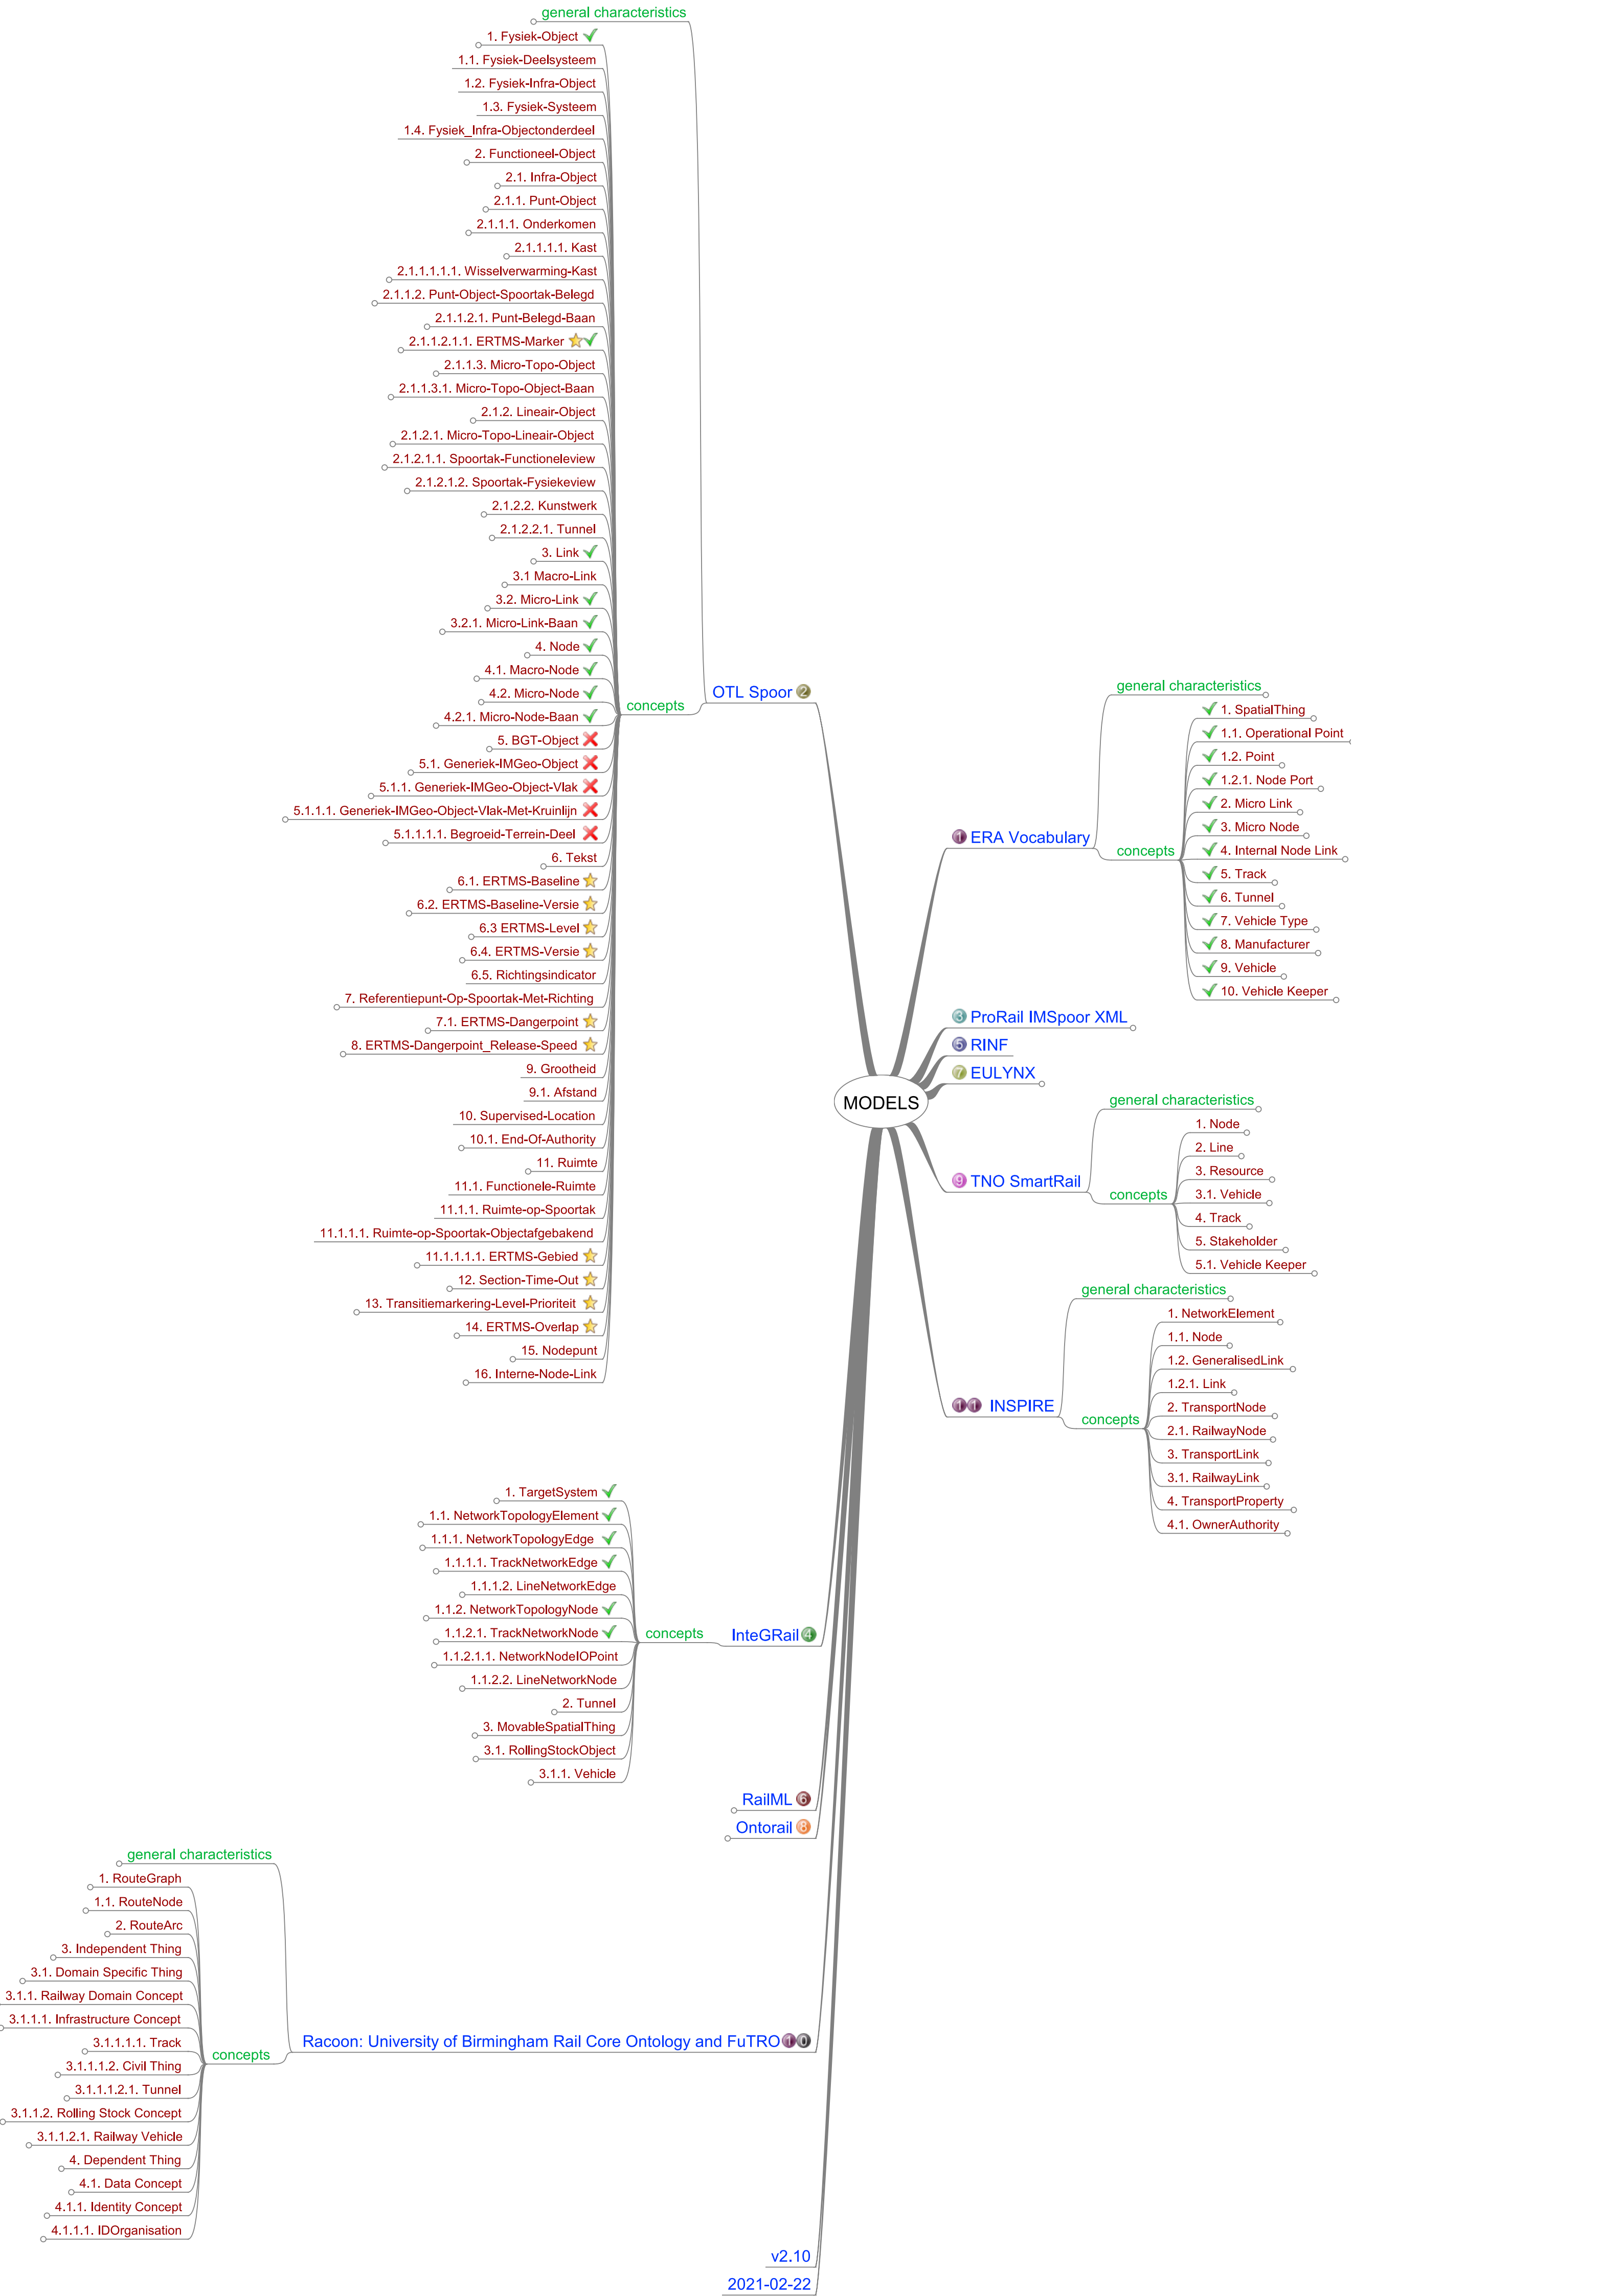 general characteristics
1. Fysiek-Object
1.1. Fysiek-Deelsysteem
1.2. Fysiek-Infra-Object
1.3. Fysiek-Systeem
1.4. Fysiek_Infra-Objectonderdeel
2. Functioneel-Object
2.1. Infra-Object
2.1.1. Punt-Object
2.1.1.1. Onderkomen
2.1.1.1.1. Kast
2.1.1.1.1.1. Wisselverwarming-Kast
2.1.1.2. Punt-Object-Spoortak-Belegd
2.1.1.2.1. Punt-Belegd-Baan
2.1.1.2.1.1. ERTMS-Marker
2.1.1.3. Micro-Topo-Object
2.1.1.3.1. Micro-Topo-Object-Baan
2.1.2. Lineair-Object
2.1.2.1. Micro-Topo-Lineair-Object
2.1.2.1.1. Spoortak-Functioneleview
2.1.2.1.2. Spoortak-Fysiekeview
2.1.2.2. Kunstwerk
2.1.2.2.1. Tunnel
3. Link
3.1 Macro-Link
3.2. Micro-Link
3.2.1. Micro-Link-Baan
4. Node
4.1. Macro-Node
4.2. Micro-Node
4.2.1. Micro-Node-Baan
5. BGT-Object
5.1. Generiek-IMGeo-Object
5.1.1. Generiek-IMGeo-Object-Vlak
5.1.1.1. Generiek-IMGeo-Object-Vlak-Met-Kruinlijn
5.1.1.1.1. Begroeid-Terrein-Deel
6. Tekst
6.1. ERTMS-Baseline
6.2. ERTMS-Baseline-Versie
6.3 ERTMS-Level
6.4. ERTMS-Versie
6.5. Richtingsindicator
7. Referentiepunt-Op-Spoortak-Met-Richting
7.1. ERTMS-Dangerpoint
8. ERTMS-Dangerpoint_Release-Speed
9. Grootheid
9.1. Afstand
10. Supervised-Location
10.1. End-Of-Authority
11. Ruimte
11.1. Functionele-Ruimte
11.1.1. Ruimte-op-Spoortak
11.1.1.1. Ruimte-op-Spoortak-Objectafgebakend
11.1.1.1.1. ERTMS-Gebied
12. Section-Time-Out
13. Transitiemarkering-Level-Prioriteit
14. ERTMS-Overlap
15. Nodepunt
16. Interne-Node-Link
concepts
OTL Spoor 2
1. TargetSystem
1.1. NetworkTopologyElement
1.1.1. NetworkTopologyEdge
1.1.1.1. TrackNetworkEdge
1.1.1.2. LineNetworkEdge
1.1.2. NetworkTopologyNode
1.1.2.1. TrackNetworkNode
1.1.2.1.1. NetworkNodeIOPoint
1.1.2.2. LineNetworkNode
2. Tunnel
3. MovableSpatialThing
3.1. RollingStockObject
3.1.1. Vehicle
concepts
InteGRail 4
RailML 6
Ontorail 8
general characteristics
1. RouteGraph
1.1. RouteNode
2. RouteArc
3. Independent Thing
3.1. Domain Specific Thing
3.1.1. Railway Domain Concept
3.1.1.1. Infrastructure Concept
3.1.1.1.1. Track
3.1.1.1.2. Civil Thing
3.1.1.1.2.1. Tunnel
3.1.1.2. Rolling Stock Concept
3.1.1.2.1. Railway Vehicle
4. Dependent Thing
4.1. Data Concept
4.1.1. Identity Concept
4.1.1.1. IDOrganisation
concepts
Racoon: University of Birmingham Rail Core Ontology and FuTRO 1 0
v2.10
2021-02-22
MODELS
1 ERA Vocabulary
general characteristics
concepts
1. SpatialThing
1.1. Operational Point
1.2. Point
1.2.1. Node Port
2. Micro Link
3. Micro Node
4. Internal Node Link
5. Track
6. Tunnel
7. Vehicle Type
8. Manufacturer
9. Vehicle
10. Vehicle Keeper
3 ProRail IMSpoor XML
5 RINF
7 EULYNX
9 TNO SmartRail
general characteristics
concepts
1. Node
2. Line
3. Resource
3.1. Vehicle
4. Track
5. Stakeholder
5.1. Vehicle Keeper
1 1 INSPIRE
general characteristics
concepts
1. NetworkElement
1.1. Node
1.2. GeneralisedLink
1.2.1. Link
2. TransportNode
2.1. RailwayNode
3. TransportLink
3.1. RailwayLink
4. TransportProperty
4.1. OwnerAuthority